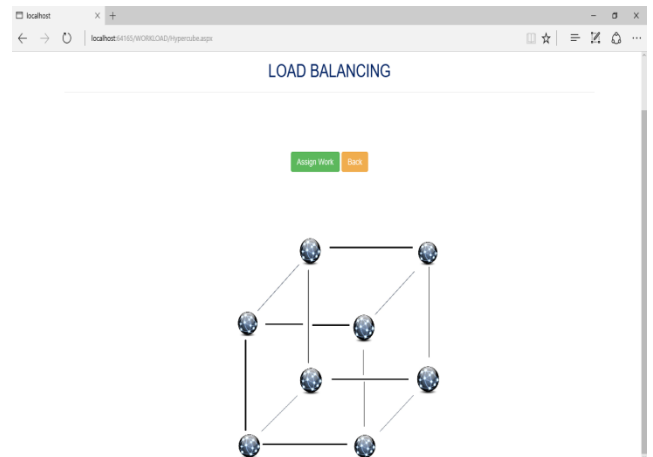 localhost
localhost:64165/WORKLOAD/Hypercube.aspx
LOAD BALANCING
Assign Work
Back